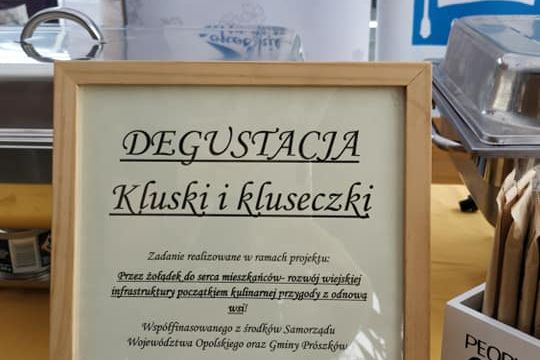 DEGUSTACJA
Kluski i kluseczki
Zadanie realizowane w ramach projektu:
Przez żołądek do serca mieszkańców- rozwój wiejskiej
infrastruktury początkiem kulinarnej przygody z odnową
wsi!
Współfinansowanego z środków Samorządu
Województwa Opolskiego oraz Gminy Prószków